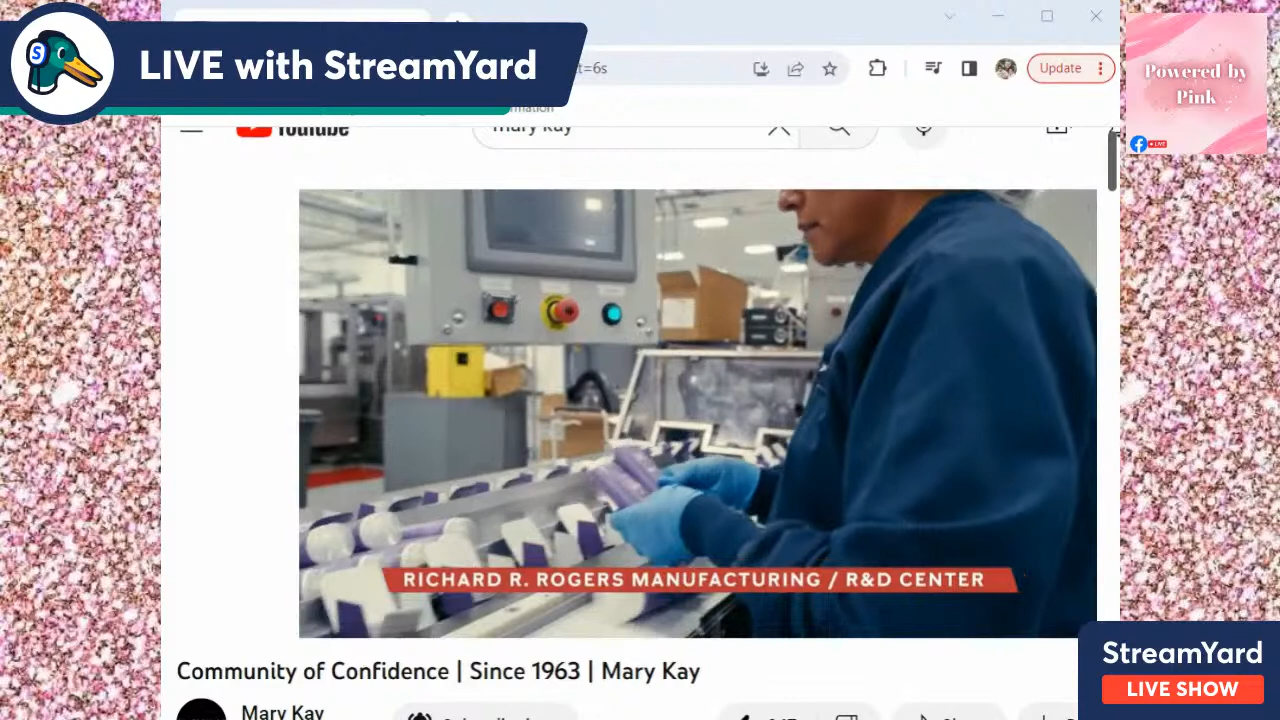 LIVE with StreamYard
S
t=6s
Update
YouTube
mary kay
Powered by
Pink
LIVE
RICHARD R. ROGERS MANUFACTURING / R&D CENTER
Community of Confidence | Since 1963 | Mary Kay
Mary Kay
StreamYard
LIVE SHOW